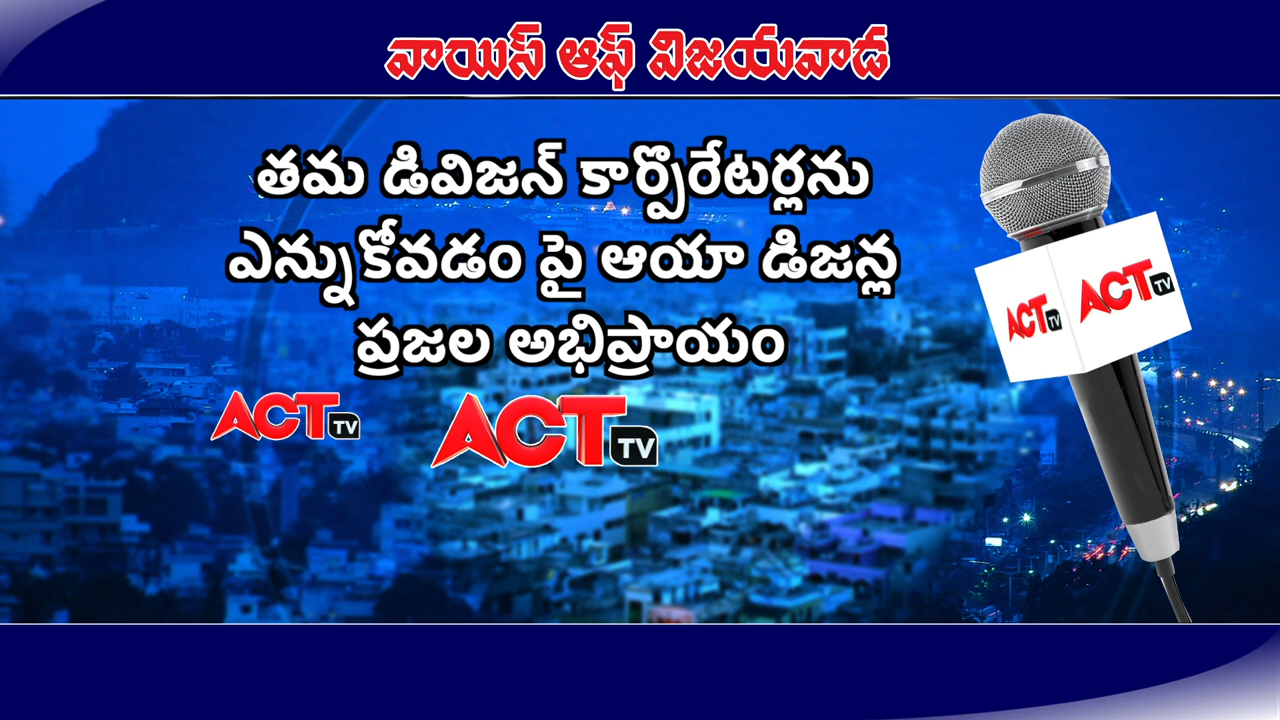 వాయిస్ ఆఫ్ విజయవాడ
తమ డివిజన్ కార్పొరేటర్లను
ఎన్నుకోవడం పై ఆయా డిజన్ల
ప్రజల అభిప్రాయం
ACT TV
ACT TV
ACT TV
ACT TV